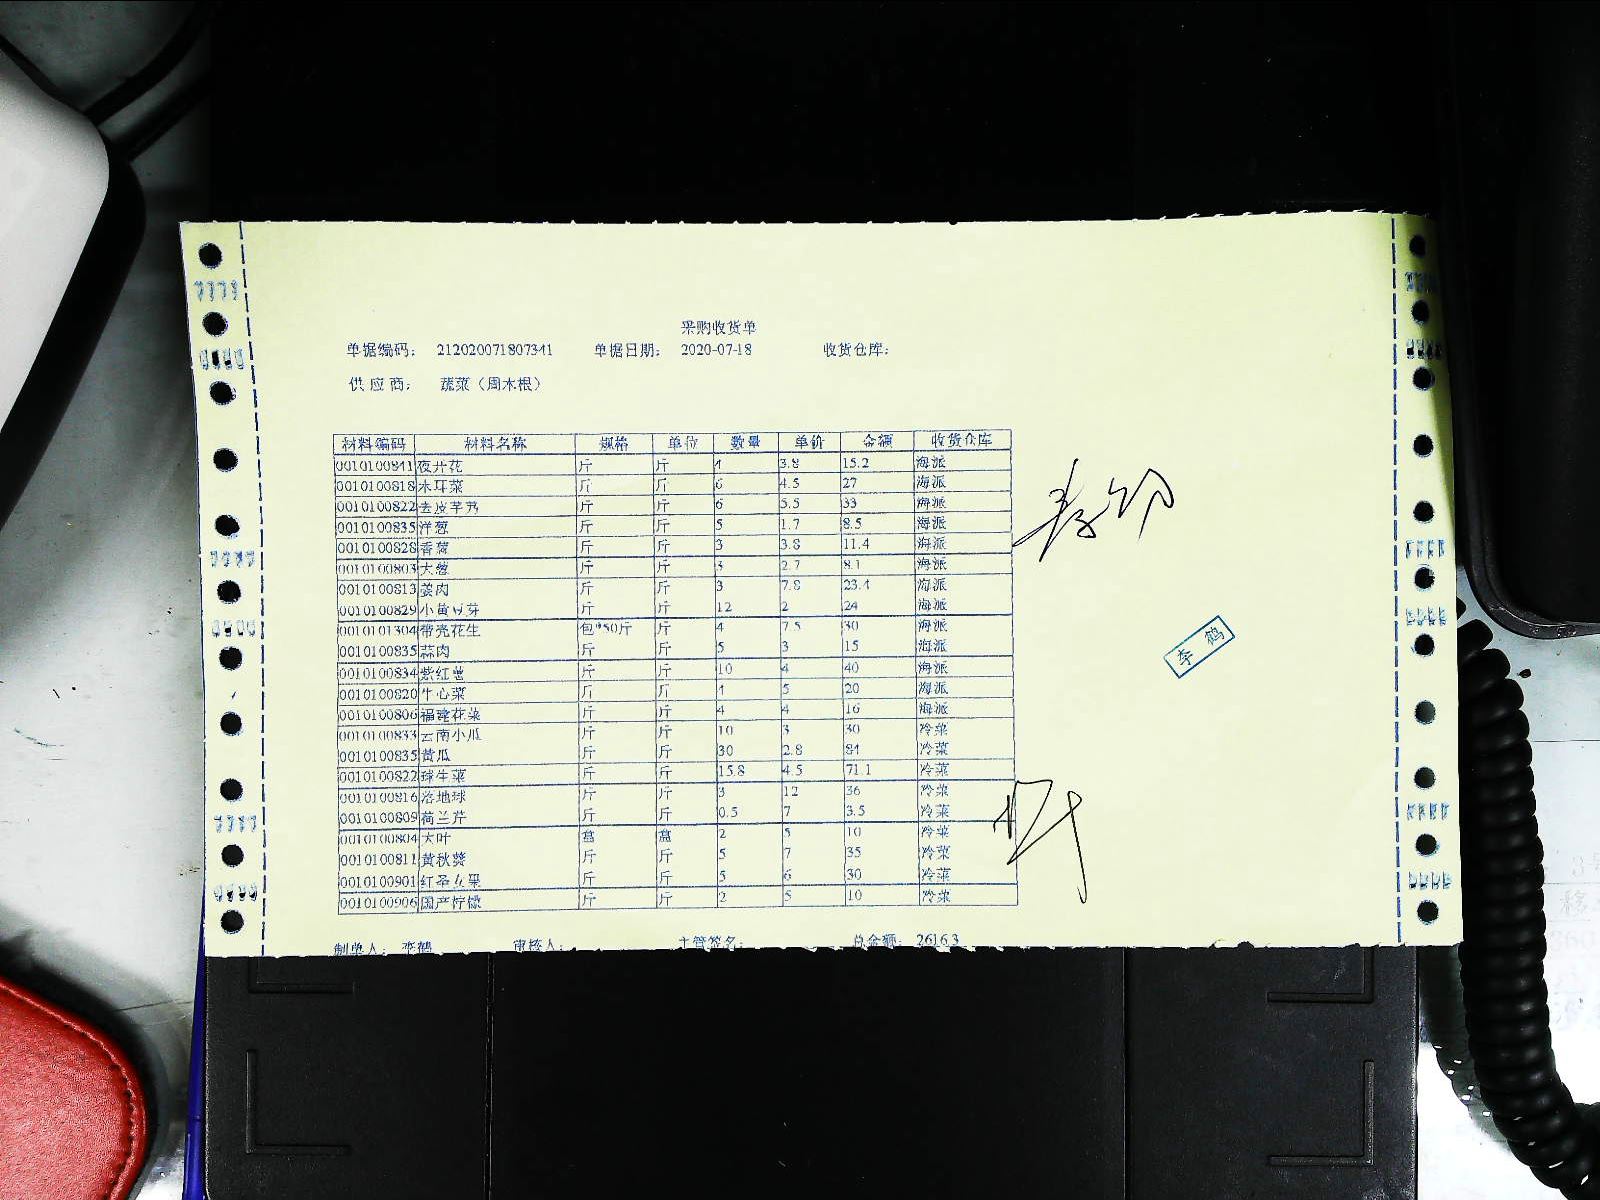 采购收货单
单据编码: 212020071807341 单据日期: 2020-07-18 收货仓库:
供应商: 蔬菜（周木根）
材料编码 材料名称 规格 单位 数量 单价 金额 收货仓库
0010100841 夜开花 斤 斤 4 3.8 15.2 海派
0010100818 木耳菜 斤 斤 6 4.5 27 海派
0010100822 去皮芋艿 斤 斤 6 5.5 33 海派
0010100835 洋葱 斤 斤 5 1.7 8.5 海派
0010100828 香菜 斤 斤 3 3.8 11.4 海派
0010100803 大葱 斤 斤 3 2.7 8.1 海派
0010100813 姜肉 斤 斤 3 7.8 23.4 海派
0010100829 小黄豆芽 斤 斤 12 2 24 海派
0010101304 带壳花生 包*50斤 斤 4 7.5 30 海派
0010100835 蒜肉 斤 斤 5 3 15 海派
0010100834 紫红薯 斤 斤 10 4 40 海派
0010100820 牛心菜 斤 斤 4 5 20 海派
0010100806 福建花菜 斤 斤 4 4 16 海派
0010100833 云南小瓜 斤 斤 10 3 30 冷菜
0010100835 黄瓜 斤 斤 30 2.8 84 冷菜
0010100822 球生菜 斤 斤 15.8 4.5 71.1 冷菜
0010100816 落地球 斤 斤 3 12 36 冷菜
0010100809 荷兰芹 斤 斤 0.5 7 3.5 冷菜
0010100804 大叶 盒 盒 2 5 10 冷菜
0010100811 黄秋葵 斤 斤 5 7 35 冷菜
0010100901 红圣女果 斤 斤 5 6 30 冷菜
0010100906 国产柠檬 斤 斤 2 5 10 冷菜
制单人: 李鹤 审核人: 主管签名: 总金额: 2616.3
李鹤